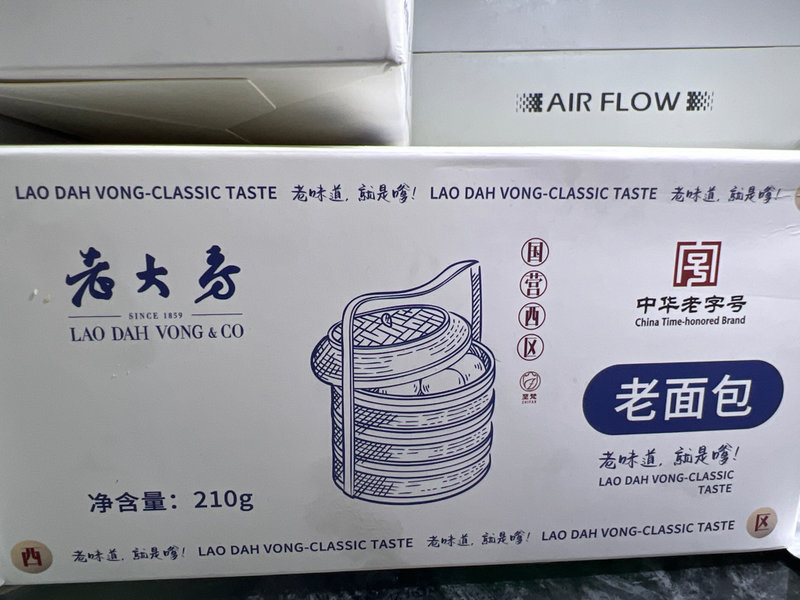 AIR FLOW
LAO DAH VONG-CLASSIC TASTE 老味道，就是嗲！ LAO DAH VONG-CLASSIC TASTE 老味道，就是嗲！
老大房
SINCE 1859
LAO DAH VONG & CO
国营西区
中华老字号
China Time-honored Brand
老面包
老味道，就是嗲！
LAO DAH VONG-CLASSIC
TASTE
净含量：210g
西
老味道，就是嗲！ LAO DAH VONG-CLASSIC TASTE 老味道，就是嗲！ LAO DAH VONG-CLASSIC TASTE
区